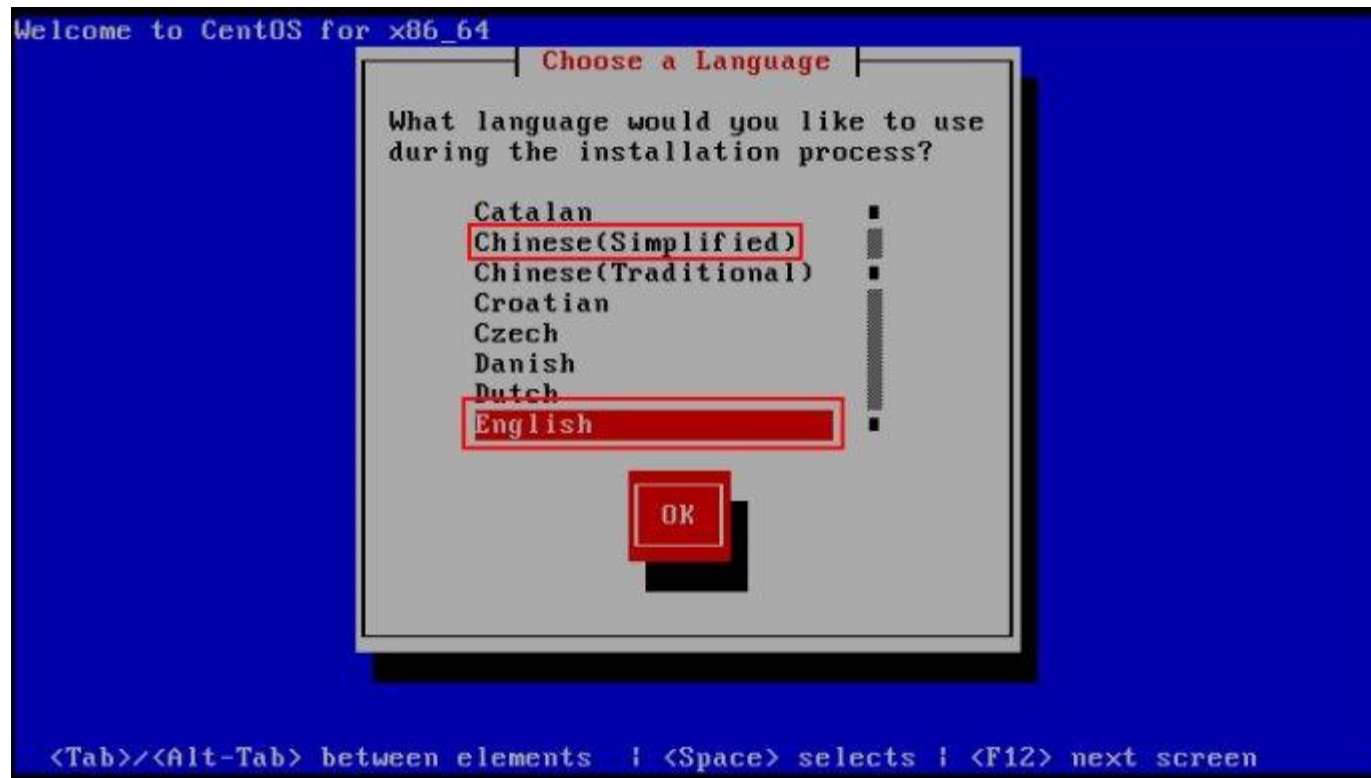 Welcome to CentOS for x86_64
Choose a Language
What language would you like to use
during the installation process?
Catalan
Chinese(Simplified)
Chinese(Traditional)
Croatian
Czech
Danish
Dutch
English
OK
<Tab>/<Alt-Tab> between elements | <Space> selects | <F12> next screen